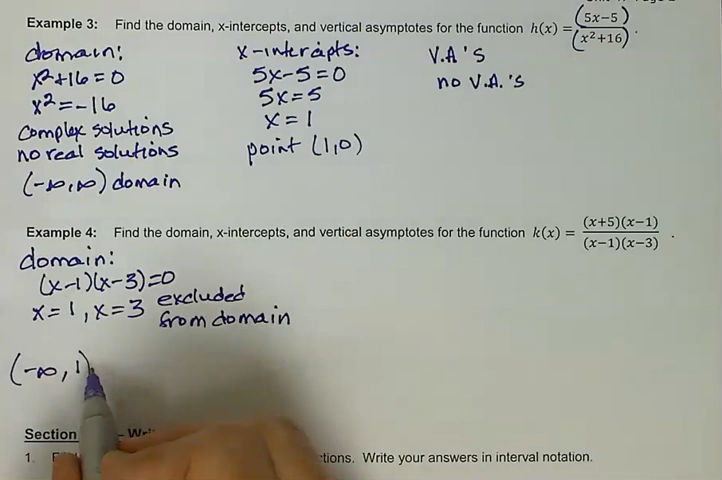 Example 3: Find the domain, x-intercepts, and vertical asymptotes for the function h(x) = (5x-5)/(x²+16) .
domain:
x²+16=0
x²=-16
complex solutions
no real solutions
(-∞,∞) domain
x-intercepts:
5x-5=0
5x=5
x=1
point (1,0)
V.A.'s
no V.A.'s
Example 4: Find the domain, x-intercepts, and vertical asymptotes for the function k(x) = (x+5)(x-1)/(x-1)(x-3) .
domain:
(x-1)(x-3)=0
x=1, x=3 excluded
from domain
(-∞, 1)
Section
1.
Write your answers in interval notation.